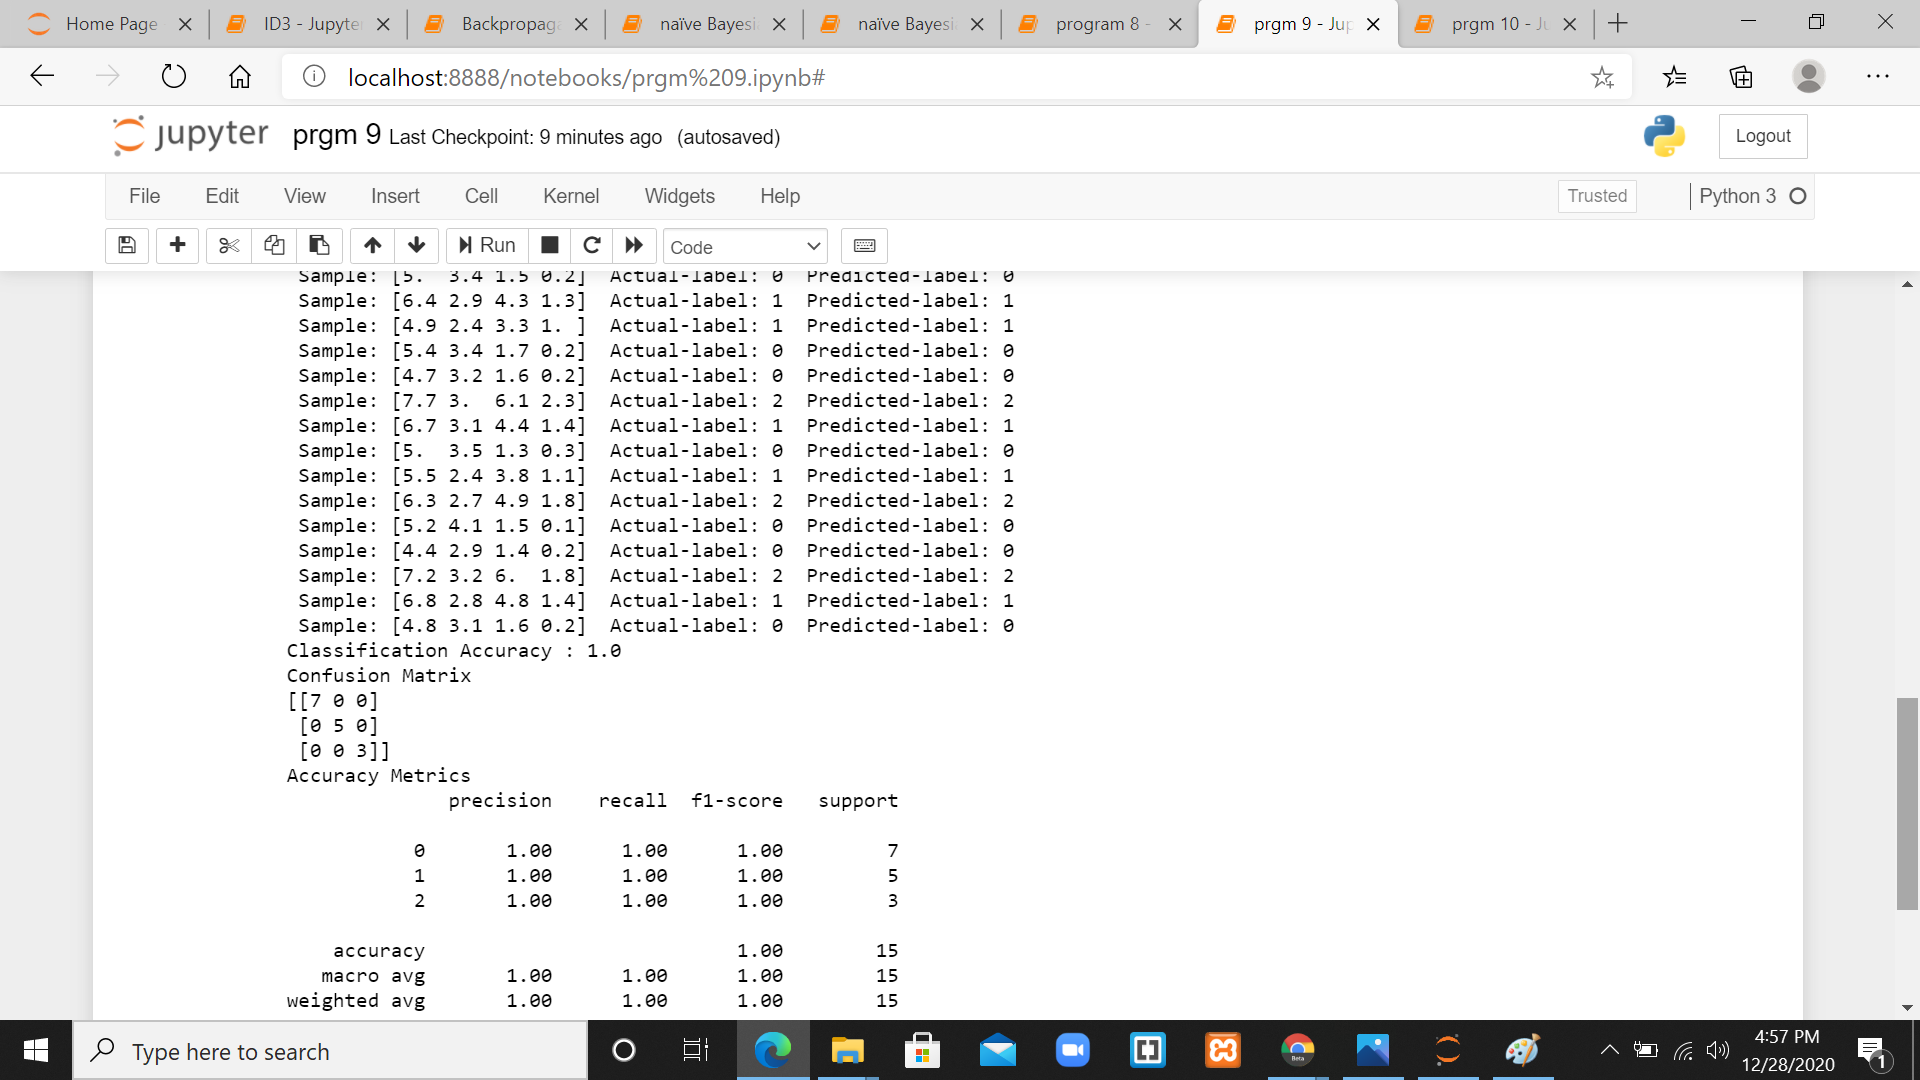 Home Page
ID3 - Jupyte
Backpropaga
naïve Bayesi
naïve Bayesi
program 8 -
prgm 9 - Jup
prgm 10 - Ju
localhost:8888/notebooks/prgm%209.ipynb#
jupyter prgm 9 Last Checkpoint: 9 minutes ago (autosaved)
Logout
File Edit View Insert Cell Kernel Widgets Help
Trusted
Python 3
Run
Code
Sample: [5.  3.4 1.5 0.2]  Actual-label: 0  Predicted-label: 0
Sample: [6.4 2.9 4.3 1.3]  Actual-label: 1  Predicted-label: 1
Sample: [4.9 2.4 3.3 1. ]  Actual-label: 1  Predicted-label: 1
Sample: [5.4 3.4 1.7 0.2]  Actual-label: 0  Predicted-label: 0
Sample: [4.7 3.2 1.6 0.2]  Actual-label: 0  Predicted-label: 0
Sample: [7.7 3.  6.1 2.3]  Actual-label: 2  Predicted-label: 2
Sample: [6.7 3.1 4.4 1.4]  Actual-label: 1  Predicted-label: 1
Sample: [5.  3.5 1.3 0.3]  Actual-label: 0  Predicted-label: 0
Sample: [5.5 2.4 3.8 1.1]  Actual-label: 1  Predicted-label: 1
Sample: [6.3 2.7 4.9 1.8]  Actual-label: 2  Predicted-label: 2
Sample: [5.2 4.1 1.5 0.1]  Actual-label: 0  Predicted-label: 0
Sample: [4.4 2.9 1.4 0.2]  Actual-label: 0  Predicted-label: 0
Sample: [7.2 3.2 6.  1.8]  Actual-label: 2  Predicted-label: 2
Sample: [6.8 2.8 4.8 1.4]  Actual-label: 1  Predicted-label: 1
Sample: [4.8 3.1 1.6 0.2]  Actual-label: 0  Predicted-label: 0
Classification Accuracy : 1.0
Confusion Matrix
[[7 0 0]
[0 5 0]
[0 0 3]]
Accuracy Metrics
precision recall f1-score support
0 1.00 1.00 1.00 7
1 1.00 1.00 1.00 5
2 1.00 1.00 1.00 3
accuracy 1.00 15
macro avg 1.00 1.00 1.00 15
weighted avg 1.00 1.00 1.00 15
Type here to search
Beta
4:57 PM
12/28/2020
1